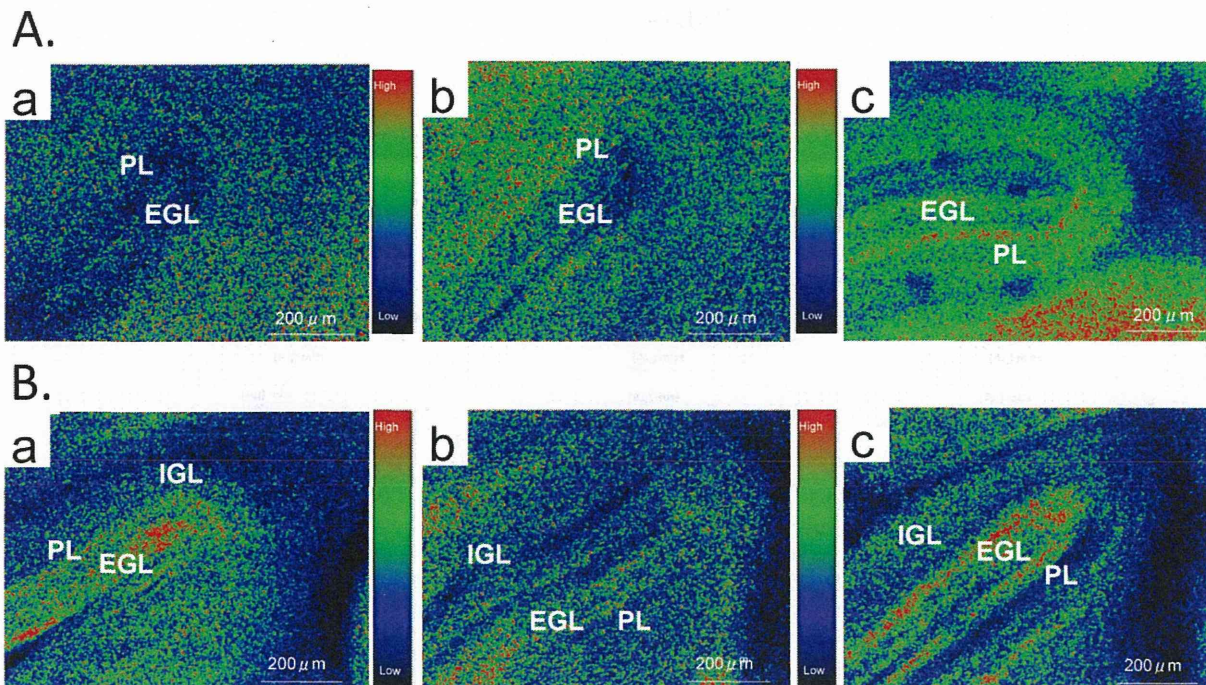 A.
a
b
c
High
High
PL
PL
EGL
EGL
EGL
PL
Low
Low
200 μm
200 μm
200 μm
B.
a
b
c
High
High
IGL
PL
EGL
IGL
EGL
PL
IGL
EGL
PL
Low
Low
200 μm
200 μm
200 μm